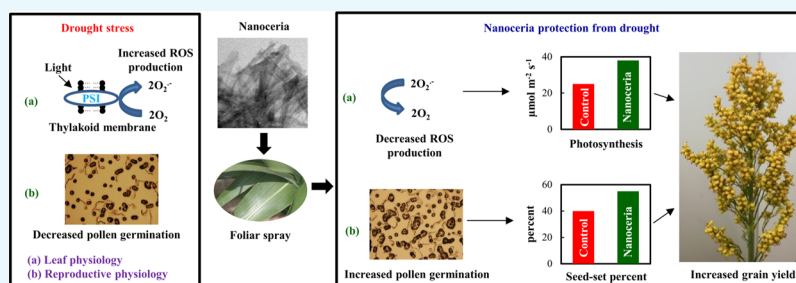 Drought stress
Light
Increased ROS
production
(a)
PSI
2O₂·⁻
2O₂
Thylakoid membrane
(b)
Decreased pollen germination
(a) Leaf physiology
(b) Reproductive physiology
Nanoceria
Foliar spray
Nanoceria protection from drought
(a)
2O₂·⁻
2O₂
Decreased ROS
production
µmol m⁻² s⁻¹
40
20
0
Control
Nanoceria
Photosynthesis
(b)
Increased pollen germination
percent
60
40
20
0
Control
Nanoceria
Seed-set percent
Increased grain yield